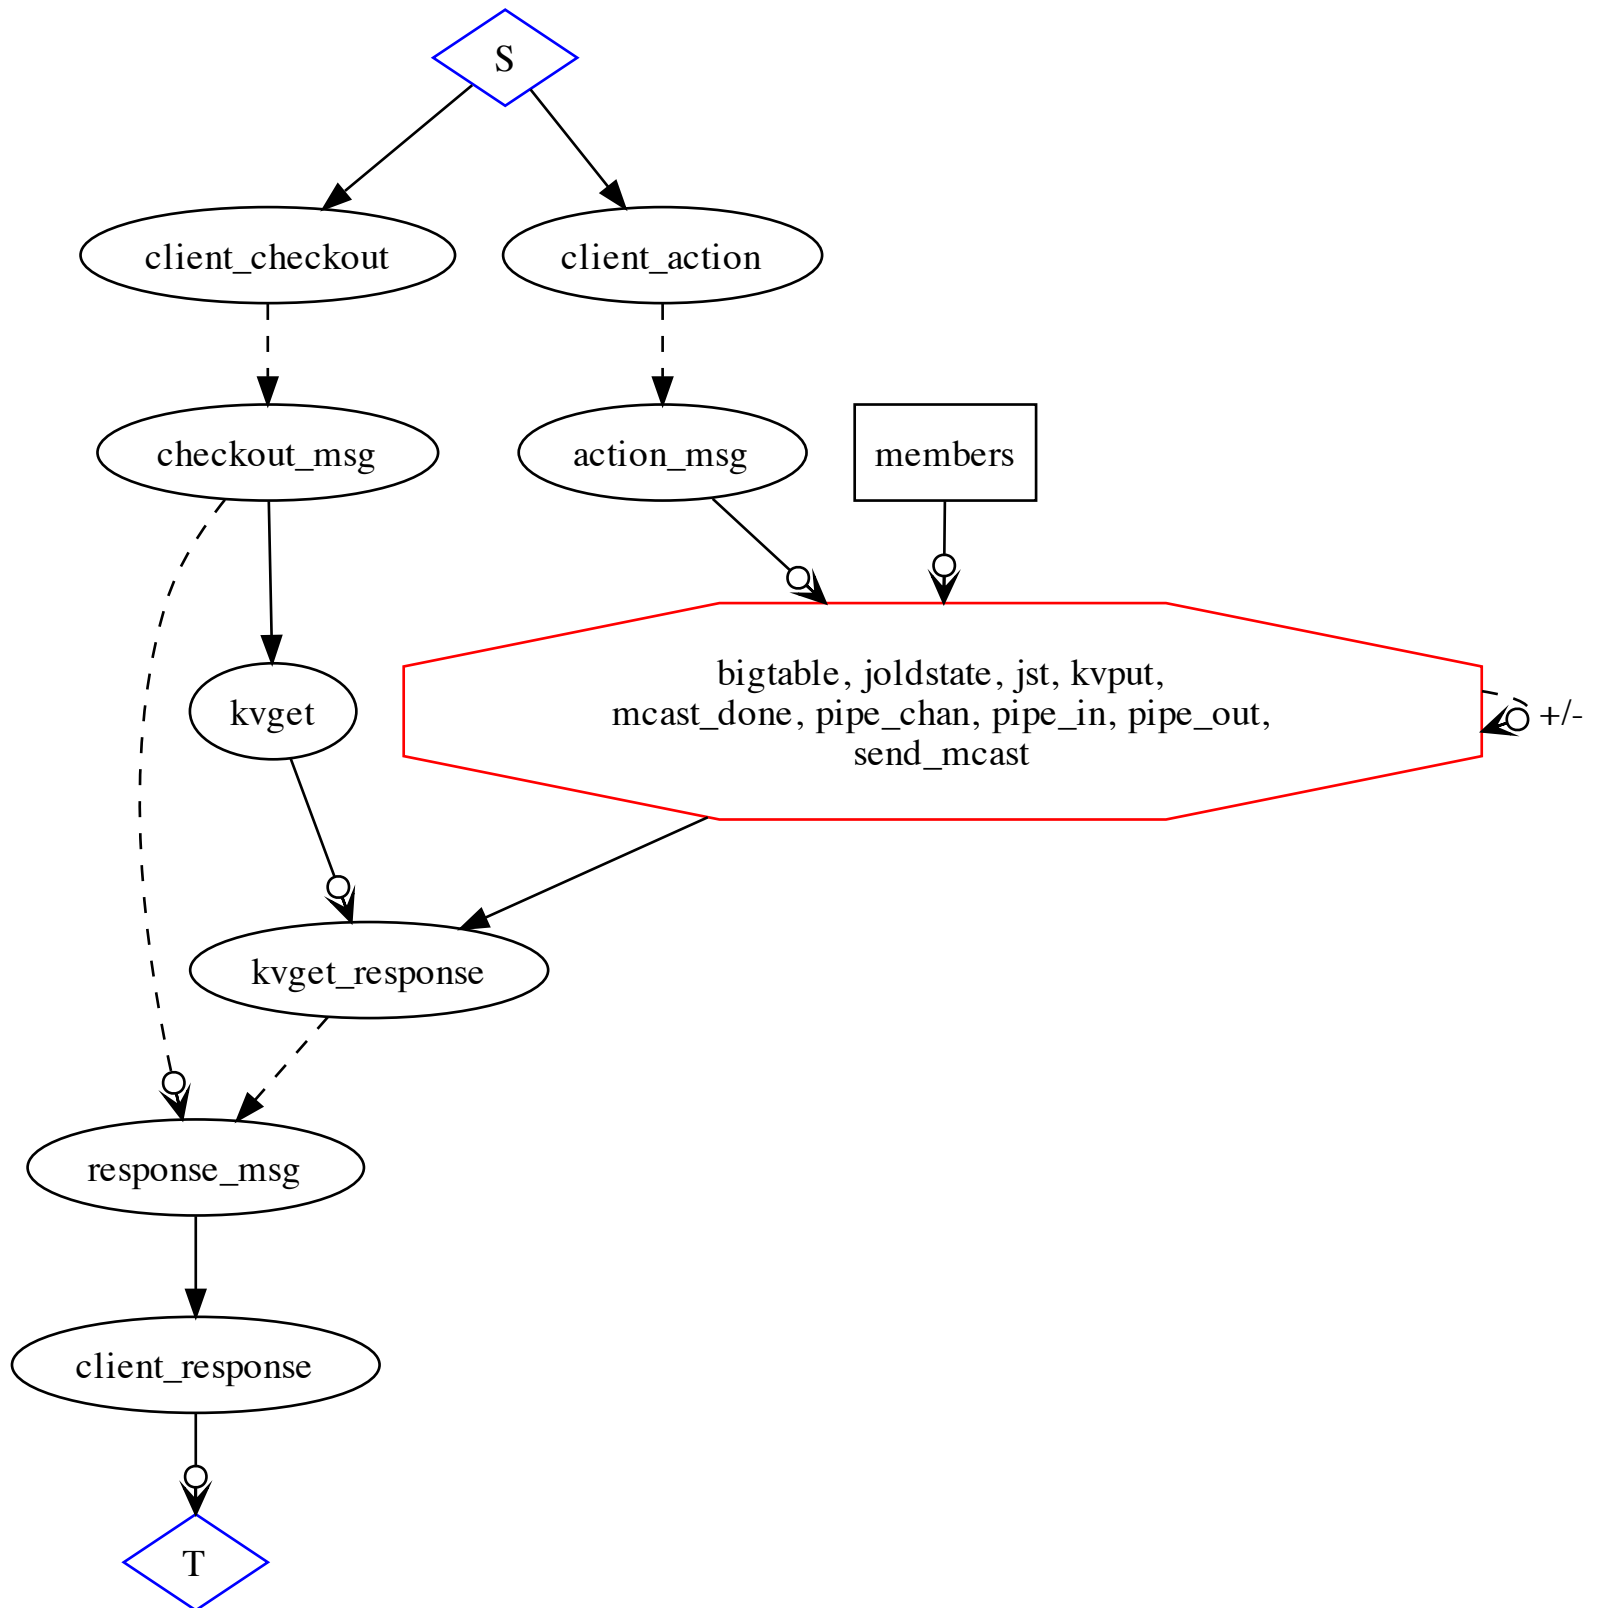 S
client_checkout
client_action
checkout_msg
action_msg
members
kvget
bigtable, joldstate, jst, kvput,
mcast_done, pipe_chan, pipe_in, pipe_out,
send_mcast
+/-
kvget_response
response_msg
client_response
T